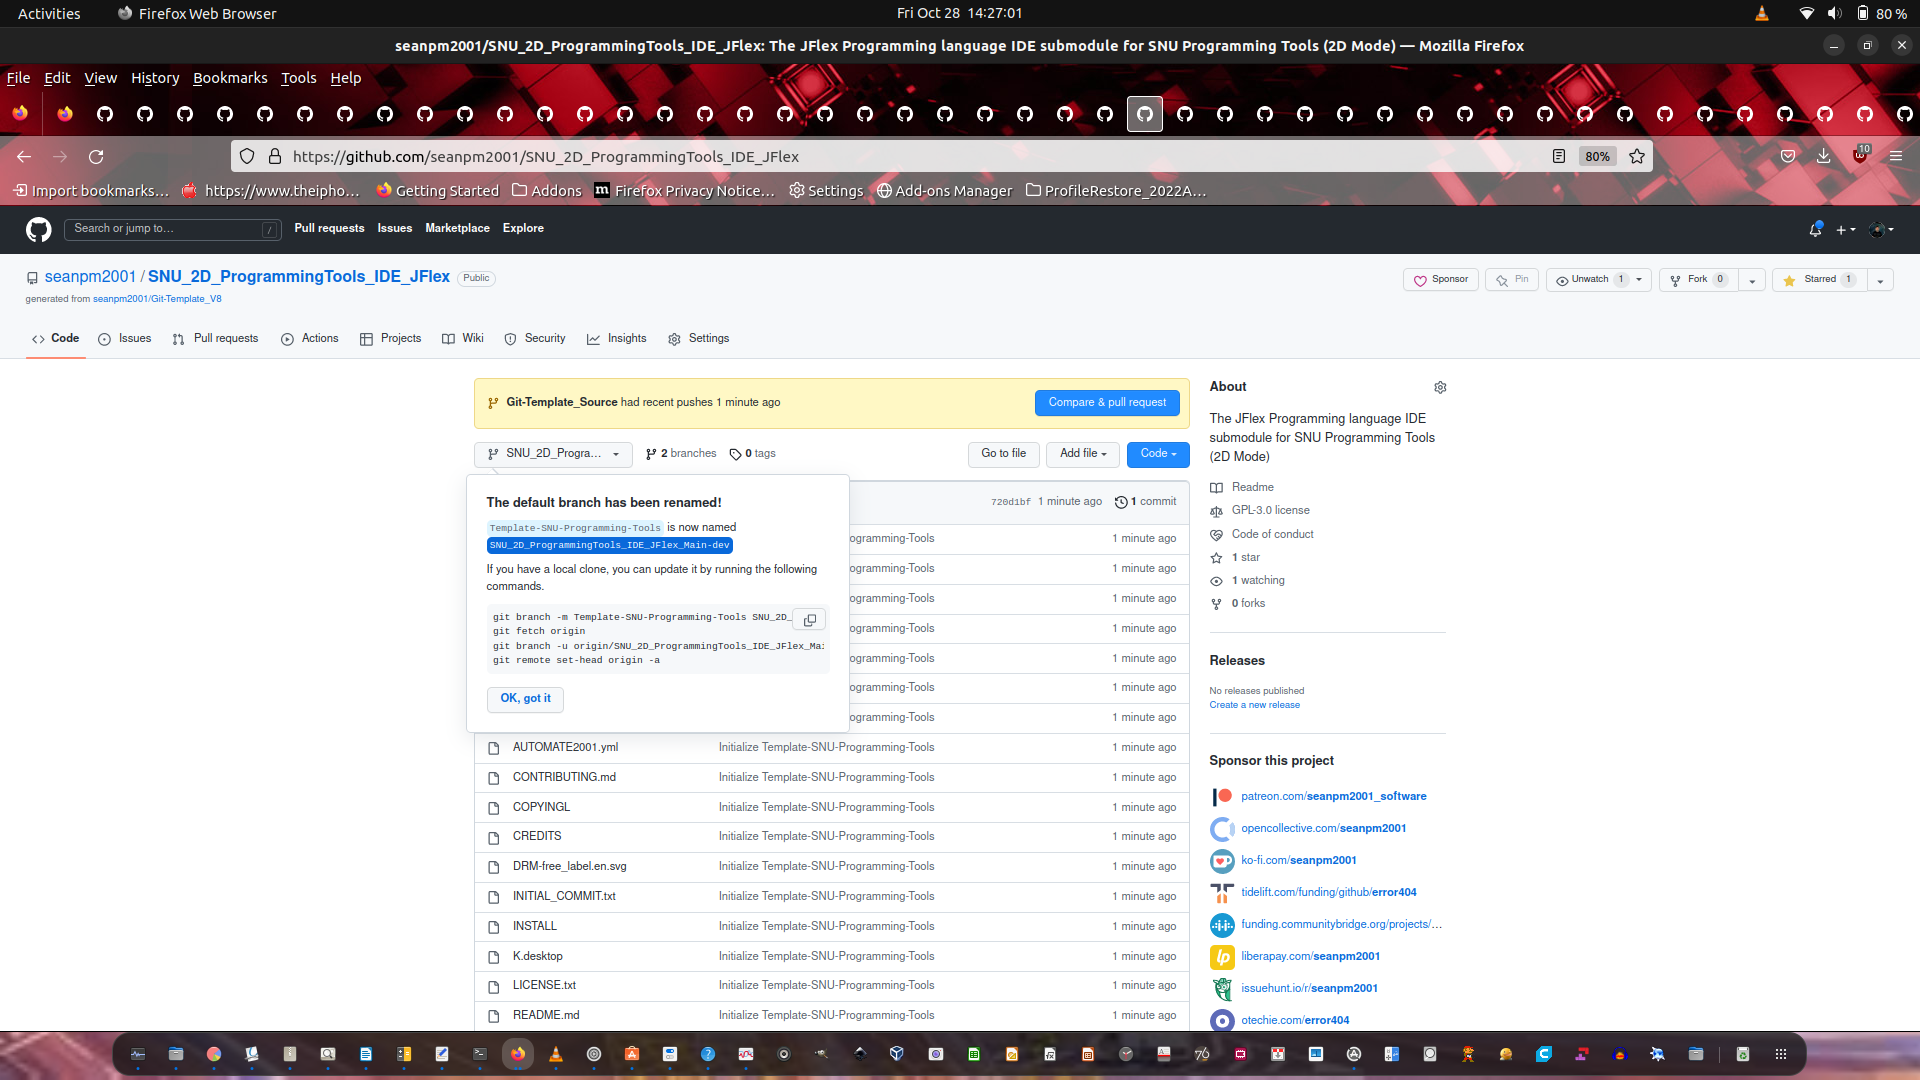 Activities
Firefox Web Browser
Fri Oct 28  14:27:01
80 %
seanpm2001/SNU_2D_ProgrammingTools_IDE_JFlex: The JFlex Programming language IDE submodule for SNU Programming Tools (2D Mode) — Mozilla Firefox
File Edit View History Bookmarks Tools Help
https://github.com/seanpm2001/SNU_2D_ProgrammingTools_IDE_JFlex
80%
10
Import bookmarks…
https://www.theipho…
Getting Started
Addons
Firefox Privacy Notice…
Settings
Add-ons Manager
ProfileRestore_2022A…
Search or jump to…
/
Pull requests
Issues
Marketplace
Explore
seanpm2001 / SNU_2D_ProgrammingTools_IDE_JFlex
Public
generated from seanpm2001/Git-Template_V8
Sponsor
Pin
Unwatch 1
Fork 0
Starred 1
Code
Issues
Pull requests
Actions
Projects
Wiki
Security
Insights
Settings
Git-Template_Source had recent pushes 1 minute ago
Compare & pull request
SNU_2D_Progra…
2 branches
0 tags
Go to file
Add file
Code
The default branch has been renamed!
Template-SNU-Programming-Tools is now named
SNU_2D_ProgrammingTools_IDE_JFlex_Main-dev
If you have a local clone, you can update it by running the following
commands.
git branch -m Template-SNU-Programming-Tools SNU_2D_
git fetch origin
git branch -u origin/SNU_2D_ProgrammingTools_IDE_JFlex_Mai
git remote set-head origin -a
OK, got it
720d1bf 1 minute ago
1 commit
ogramming-Tools 1 minute ago
ogramming-Tools 1 minute ago
ogramming-Tools 1 minute ago
ogramming-Tools 1 minute ago
ogramming-Tools 1 minute ago
ogramming-Tools 1 minute ago
ogramming-Tools 1 minute ago
AUTOMATE2001.yml Initialize Template-SNU-Programming-Tools 1 minute ago
CONTRIBUTING.md Initialize Template-SNU-Programming-Tools 1 minute ago
COPYINGL Initialize Template-SNU-Programming-Tools 1 minute ago
CREDITS Initialize Template-SNU-Programming-Tools 1 minute ago
DRM-free_label.en.svg Initialize Template-SNU-Programming-Tools 1 minute ago
INITIAL_COMMIT.txt Initialize Template-SNU-Programming-Tools 1 minute ago
INSTALL Initialize Template-SNU-Programming-Tools 1 minute ago
K.desktop Initialize Template-SNU-Programming-Tools 1 minute ago
LICENSE.txt Initialize Template-SNU-Programming-Tools 1 minute ago
README.md Initialize Template-SNU-Programming-Tools 1 minute ago
About
The JFlex Programming language IDE
submodule for SNU Programming Tools
(2D Mode)
Readme
GPL-3.0 license
Code of conduct
1 star
1 watching
0 forks
Releases
No releases published
Create a new release
Sponsor this project
patreon.com/seanpm2001_software
opencollective.com/seanpm2001
ko-fi.com/seanpm2001
tidelift.com/funding/github/error404
funding.communitybridge.org/projects/…
liberapay.com/seanpm2001
issuehunt.io/r/seanpm2001
otechie.com/error404